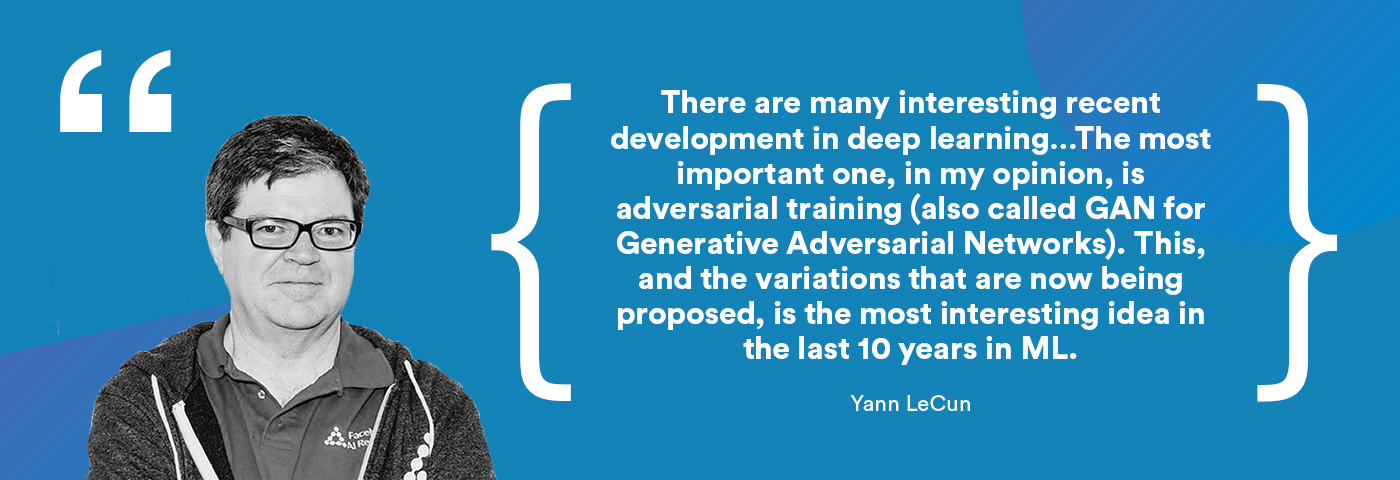 There are many interesting recent
development in deep learning...The most
important one, in my opinion, is
adversarial training (also called GAN for
Generative Adversarial Networks). This,
and the variations that are now being
proposed, is the most interesting idea in
the last 10 years in ML.
Yann LeCun
AI